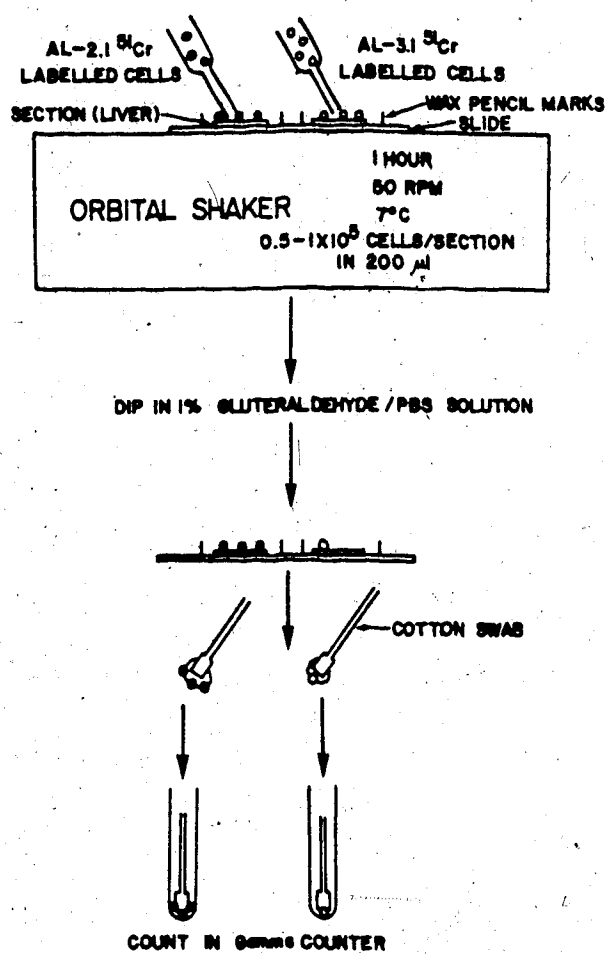 AL-2.1 ⁵¹Cr
LABELLED CELLS
AL-3.1 ⁵¹Cr
LABELLED CELLS
SECTION (LIVER)
WAX PENCIL MARKS
SLIDE
ORBITAL SHAKER
1 HOUR
50 RPM
7°C
0.5-1X10⁵ CELLS/SECTION
IN 200 µl
DIP IN 1% GLUTERALDEHYDE / PBS SOLUTION
COTTON SWAB
COUNT IN Gamma COUNTER